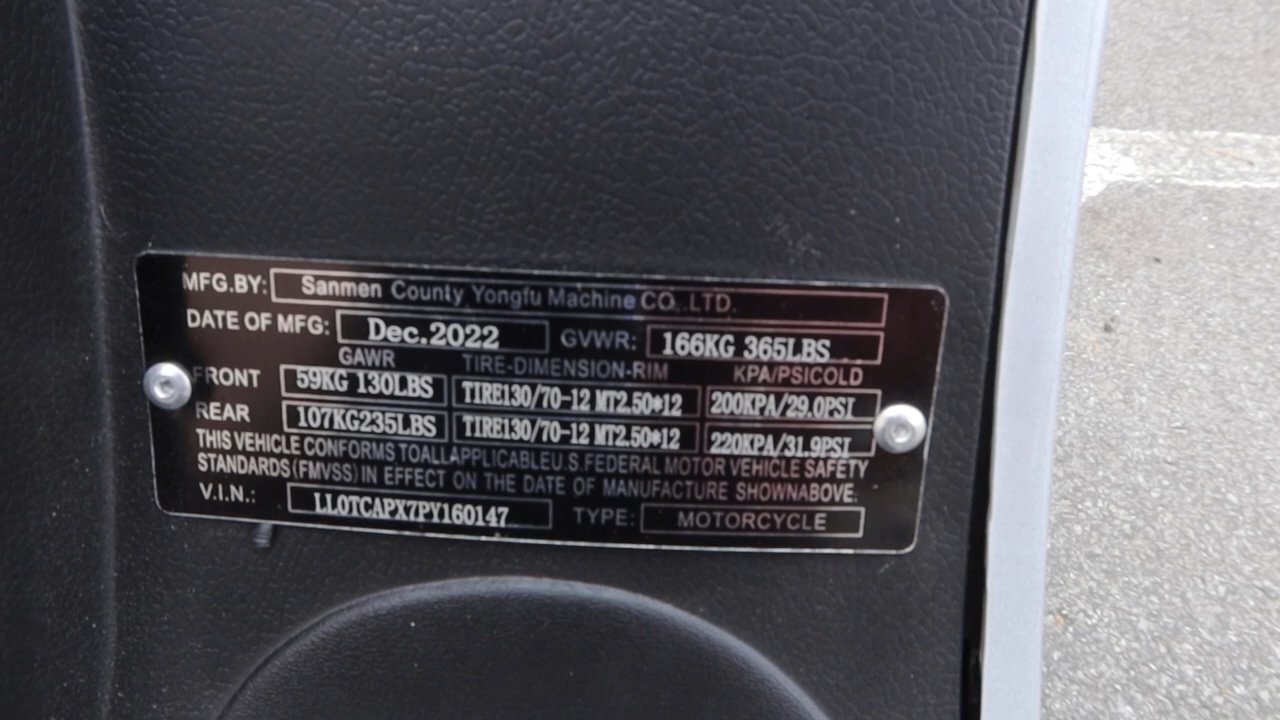 MFG.BY: Sanmen County Yongfu Machine CO.,LTD.
DATE OF MFG: Dec.2022 GVWR: 166KG 365LBS
GAWR TIRE-DIMENSION-RIM KPA/PSICOLD
FRONT 59KG 130LBS TIRE130/70-12 MT2.50*12 200KPA/29.0PSI
REAR 107KG235LBS TIRE130/70-12 MT2.50*12 220KPA/31.9PSI
THIS VEHICLE CONFORMS TOALLAPPLICABLEU.S.FEDERAL MOTOR VEHICLE SAFETY
STANDARDS(FMVSS)IN EFFECT ON THE DATE OF MANUFACTURE SHOWNABOVE.
V.I.N.: LL0TCAPX7PY160147 TYPE: MOTORCYCLE